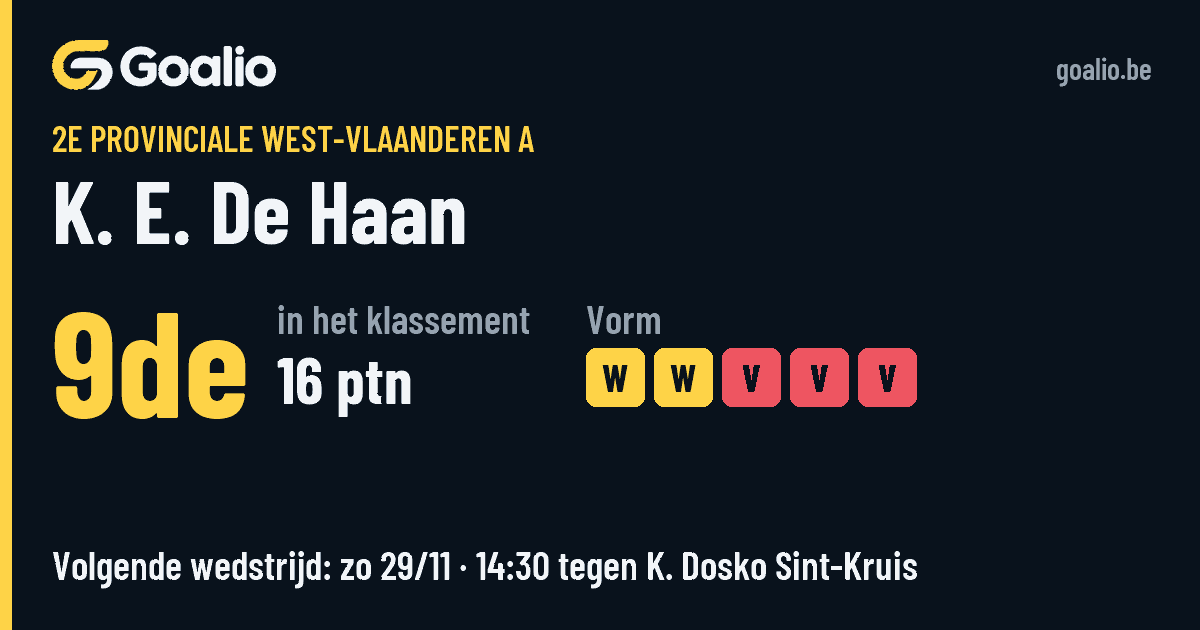 Goalio
goalio.be
2E PROVINCIALE WEST-VLAANDEREN A
K. E. De Haan
9de
in het klassement
16 ptn
Vorm
W W V V V
Volgende wedstrijd: zo 29/11 · 14:30 tegen K. Dosko Sint-Kruis